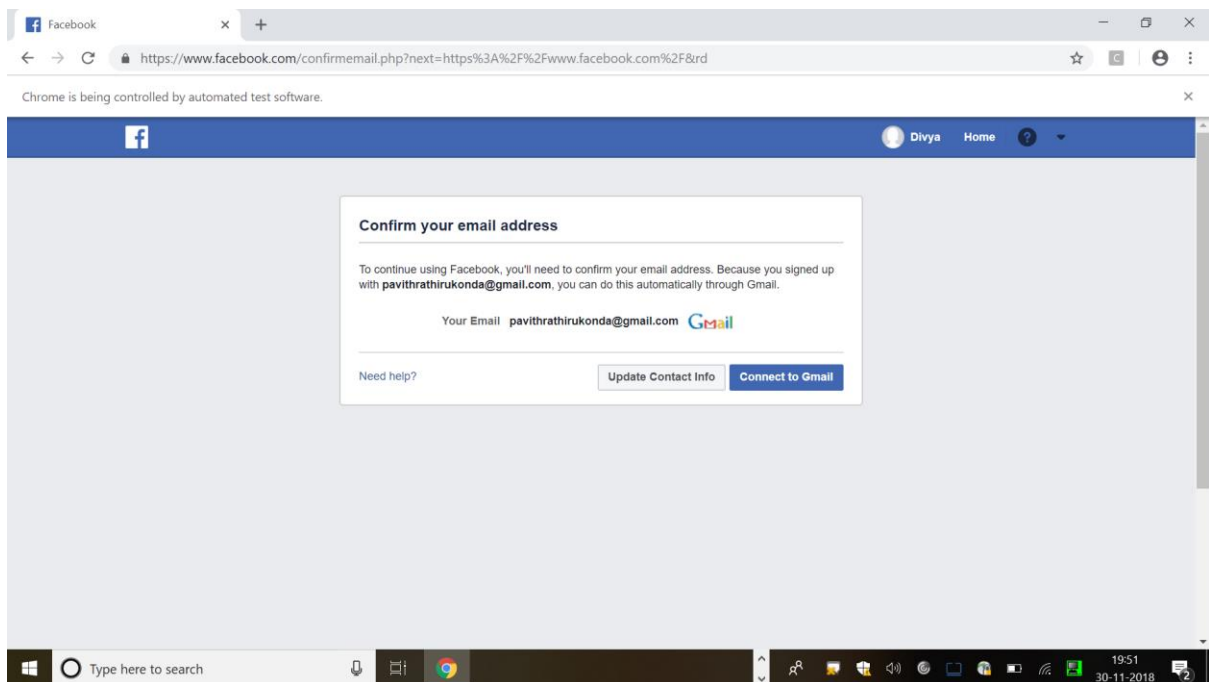 Facebook
https://www.facebook.com/confirmemail.php?next=https%3A%2F%2Fwww.facebook.com%2F&rd
C
Chrome is being controlled by automated test software.
f
Divya Home ?
Confirm your email address
To continue using Facebook, you'll need to confirm your email address. Because you signed up
with pavithrathirukonda@gmail.com, you can do this automatically through Gmail.
Your Email pavithrathirukonda@gmail.com Gmail
Need help? Update Contact Info Connect to Gmail
Type here to search
19:51
30-11-2018
2